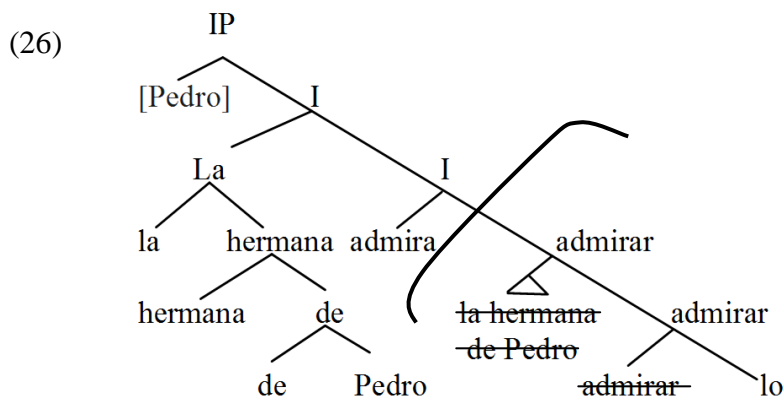 IP
(26)
[Pedro] I
La I
la hermana admira admirar
hermana de la hermana admirar
de Pedro
de Pedro admirar lo